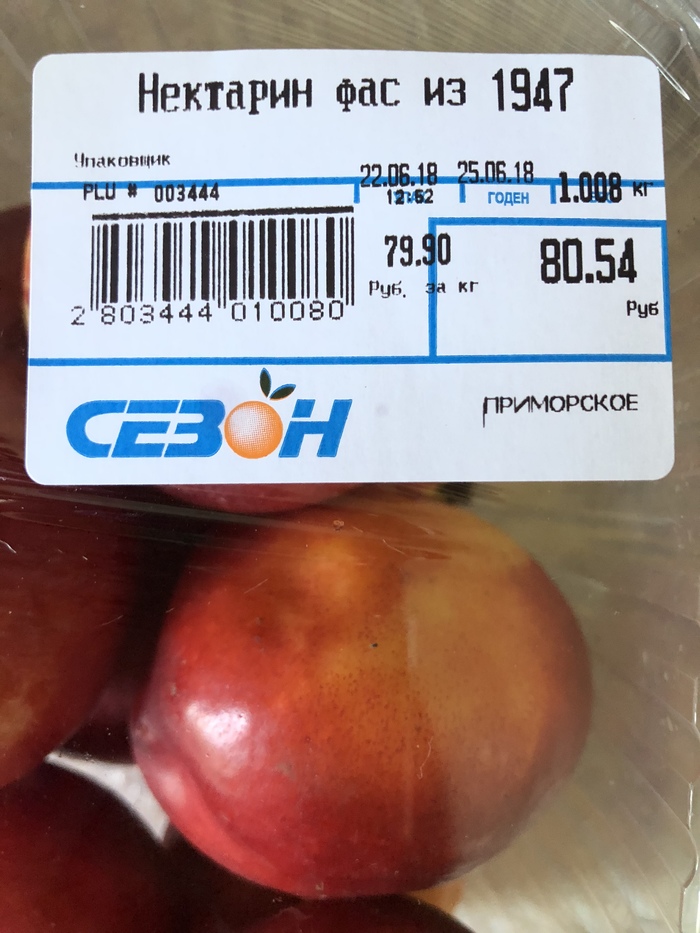 Нектарин фас из 1947
Упаковщик
22.06.18 25.06.18 1.008 кг
PLU # 003444
ГОДЕН
79.90
80.54
Руб. за кг
Руб
2 803444 010080
СЕЗОН
ПРИМОРСКОЕ